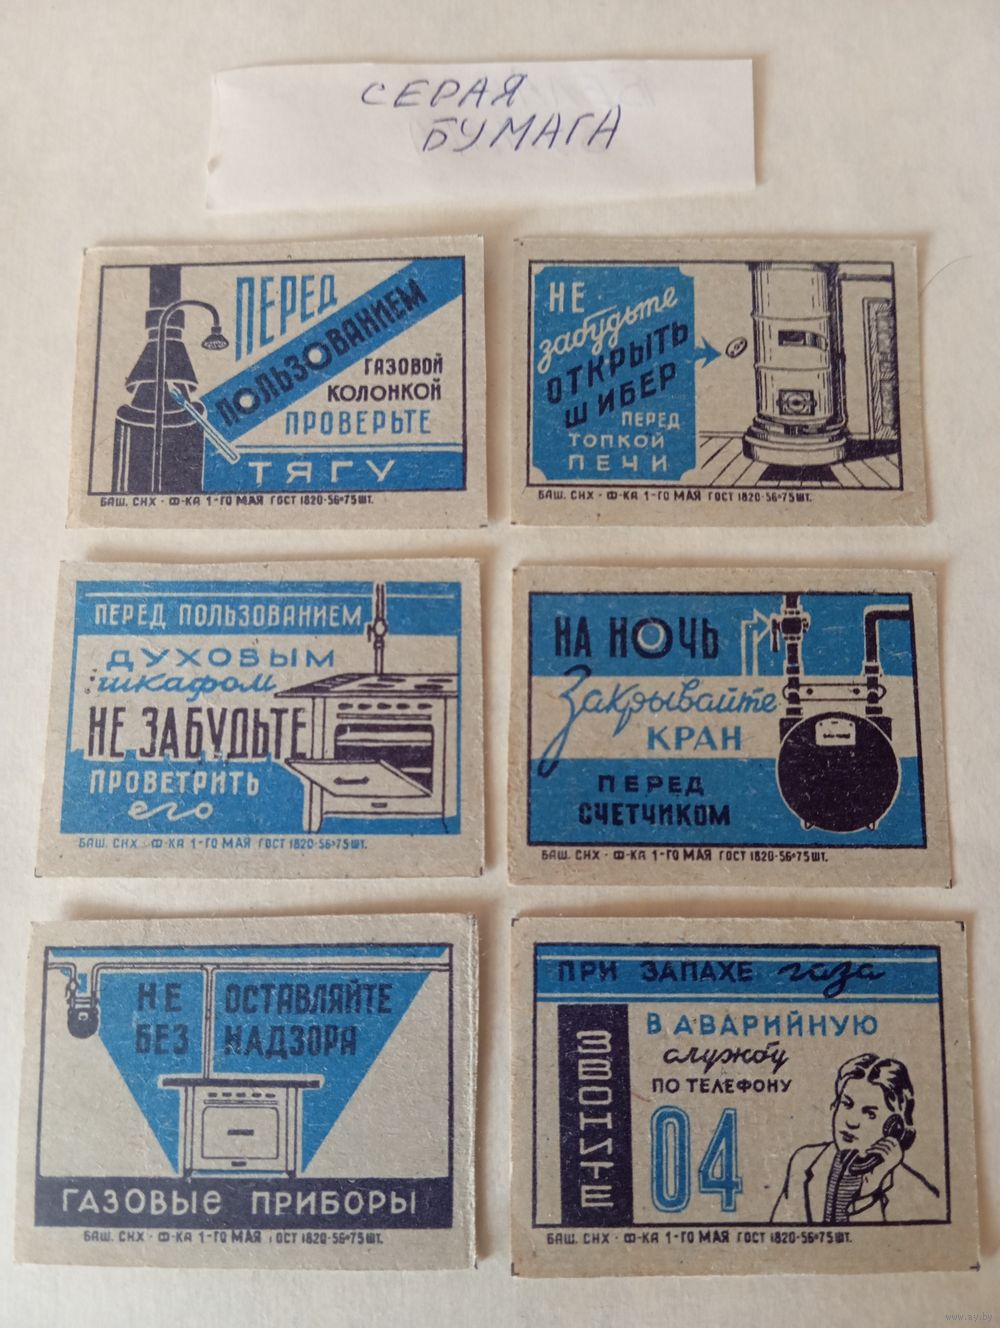 СЕРАЯ
БУМАГА
ПЕРЕД
ПОЛЬЗОВАНИЕМ
ГАЗОВОЙ
КОЛОНКОЙ
ПРОВЕРЬТЕ
ТЯГУ
БАШ. СНХ · Ф-КА 1-ГО МАЯ ГОСТ 1820-56•75 ШТ.
НЕ
забудьте
ОТКРЫТЬ
ШИБЕР
ПЕРЕД
ТОПКОЙ
ПЕЧИ
БАШ. СНХ · Ф-КА 1-ГО МАЯ ГОСТ 1820-56•75 ШТ.
ПЕРЕД ПОЛЬЗОВАНИЕМ
ДУХОВЫМ
шкафом
НЕ ЗАБУДЬТЕ
ПРОВЕТРИТЬ
его
БАШ. СНХ · Ф-КА 1-ГО МАЯ ГОСТ 1820-56•75 ШТ.
НА НОЧЬ
Закрывайте
КРАН
ПЕРЕД
СЧЕТЧИКОМ
БАШ. СНХ · Ф-КА 1-ГО МАЯ ГОСТ 1820-56•75 ШТ.
НЕ ОСТАВЛЯЙТЕ
БЕЗ НАДЗОРА
ГАЗОВЫЕ ПРИБОРЫ
БАШ. СНХ · Ф-КА 1-ГО МАЯ ГОСТ 1820-56•75 ШТ.
ПРИ ЗАПАХЕ газа
ЗВОНИТЕ
В АВАРИЙНУЮ
службу
ПО ТЕЛЕФОНУ
04
БАШ. СНХ · Ф-КА 1-ГО МАЯ ГОСТ 1820-56•75 ШТ.
www.ay.by